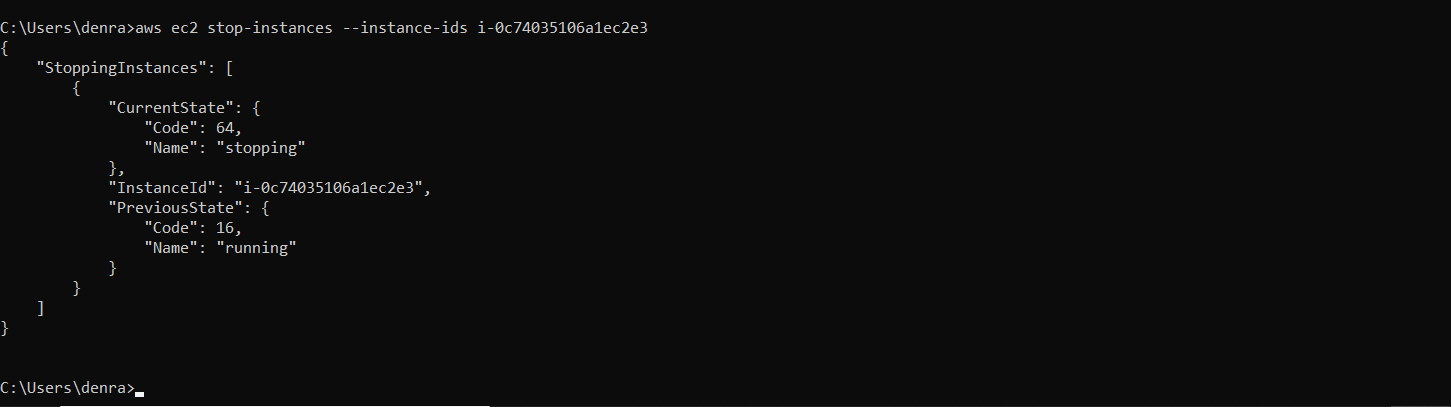 C:\Users\denra>aws ec2 stop-instances --instance-ids i-0c74035106a1ec2e3
{
    "StoppingInstances": [
        {
            "CurrentState": {
                "Code": 64,
                "Name": "stopping"
            },
            "InstanceId": "i-0c74035106a1ec2e3",
            "PreviousState": {
                "Code": 16,
                "Name": "running"
            }
        }
    ]
}
C:\Users\denra>